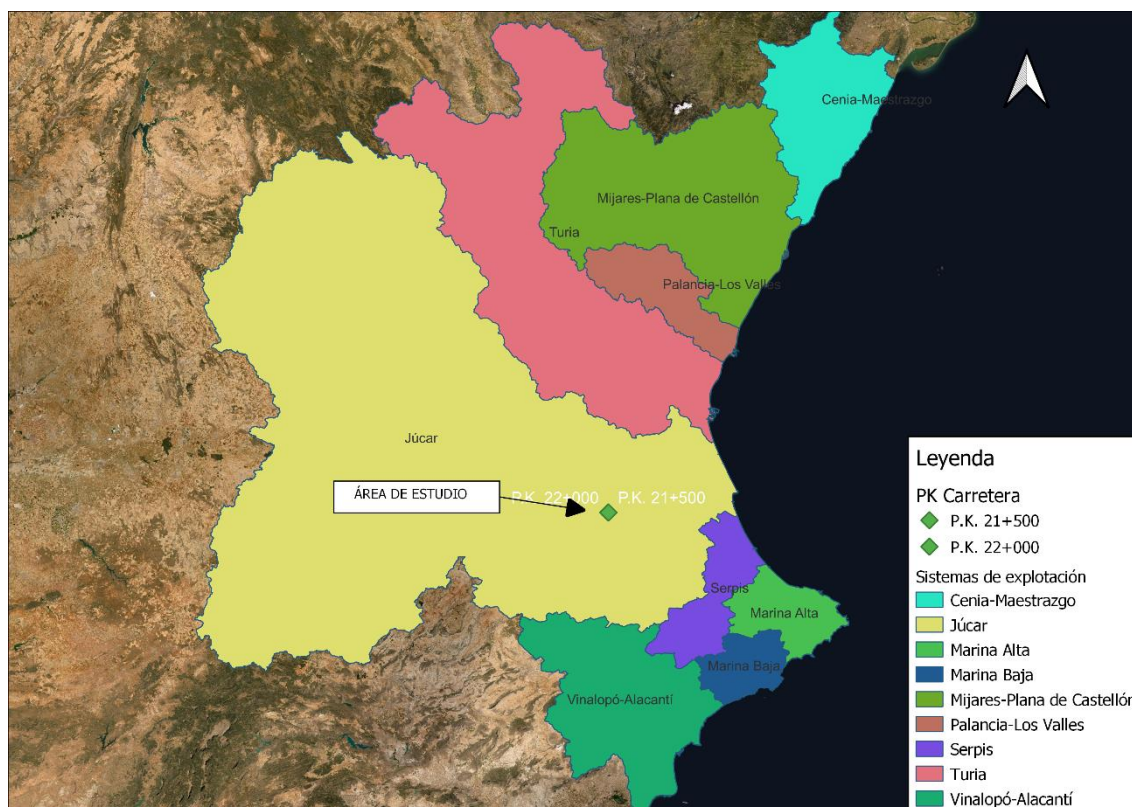 Cenia-Maestrazgo
Mijares-Plana de Castellón
Turia
Palancia-Los Valles
Júcar
ÁREA DE ESTUDIO
P.K. 22+000
P.K. 21+500
Serpis
Marina Alta
Marina Baja
Vinalopó-Alacantí
Leyenda
PK Carretera
P.K. 21+500
P.K. 22+000
Sistemas de explotación
Cenia-Maestrazgo
Júcar
Marina Alta
Marina Baja
Mijares-Plana de Castellón
Palancia-Los Valles
Serpis
Turia
Vinalopó-Alacantí